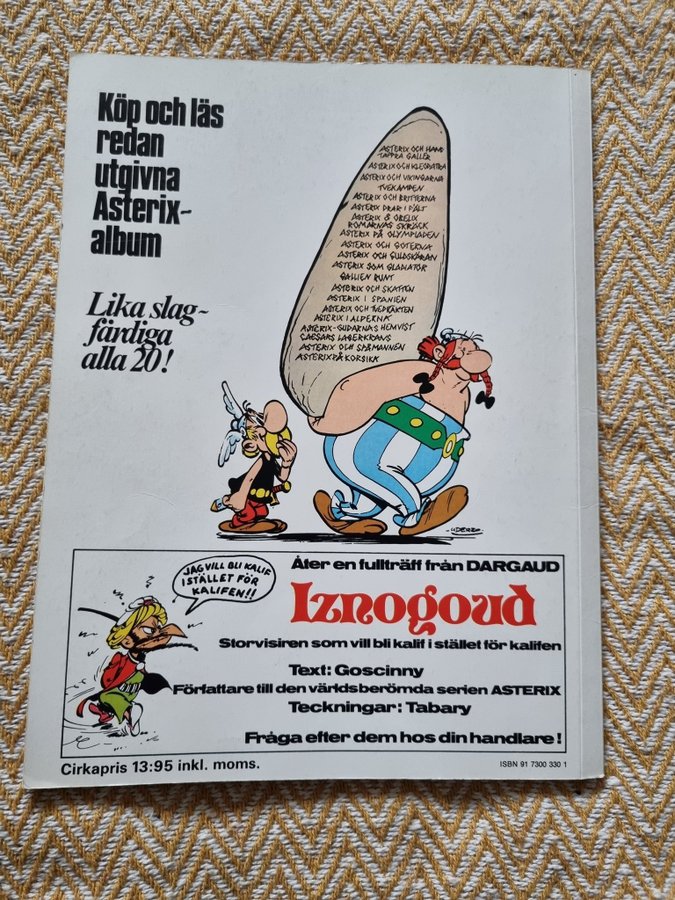 Köp och läs
redan
utgivna
Asterix-
album
Lika slag-
färdiga
alla 20!
ASTERIX OCH HANS
TAPPRA GALLER
ASTERIX OCH KLEOPATRA
ASTERIX OCH VIKINGARNA
TVEKAMPEN
ASTERIX OCH BRITTERNA
ASTERIX DRAR I FÄLT
ASTERIX & OBELIX
ROMARNAS SKRÄCK
ASTERIX PÅ OLYMPIADEN
ASTERIX OCH GOTERNA
ASTERIX OCH GULDSKÄRAN
ASTERIX SOM GLADIATOR
GALLIEN RUNT
ASTERIX OCH SKATTEN
ASTERIX I SPANIEN
ASTERIX OCH TVEDRÄKTEN
ASTERIX I ALPERNA
ASTERIX-GUDARNAS HEMVIST
CAESARS LAGERKRANS
ASTERIX OCH SPÅMANNEN
ASTERIX PÅ KORSIKA
-UDERZO-
JAG VILL BLI KALIF
I STÄLLET FÖR
KALIFEN!!
Åter en fullträff från DARGAUD
Iznogoud
Storvisiren som vill bli kalif i stället för kalifen
Text: Goscinny
Författare till den världsberömda serien ASTERIX
Teckningar: Tabary
Fråga efter dem hos din handlare!
Cirkapris 13:95 inkl. moms.
ISBN 91 7300 330 1